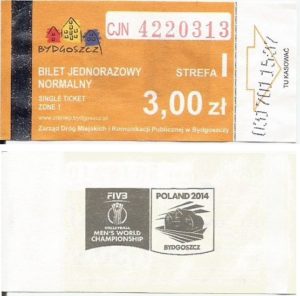 CJN 4220313
BYDGOSZCZ
BILET JEDNORAZOWY
NORMALNY
STREFA I
SINGLE TICKET
ZONE 1
3,00 zł
Zarząd Dróg Miejskich i Komunikacji Publicznej w Bydgoszczy
TU KASOWAĆ
FIVB
VOLLEYBALL
MEN'S WORLD
CHAMPIONSHIP
POLAND 2014
BYDGOSZCZ